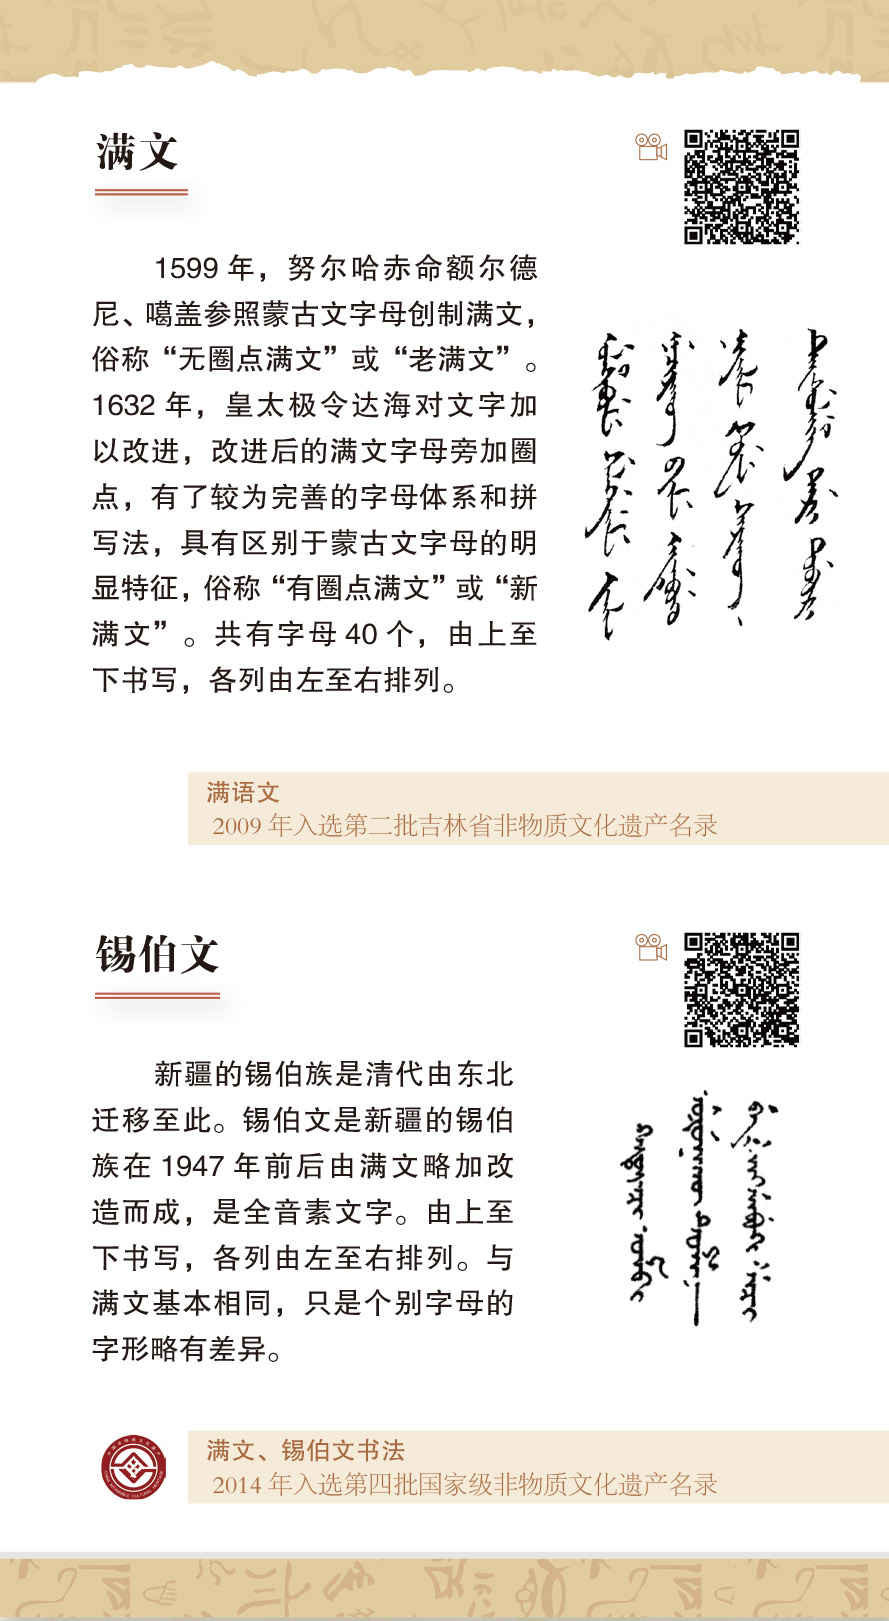 满文
1599 年，努尔哈赤命额尔德
尼、噶盖参照蒙古文字母创制满文，
俗称“无圈点满文”或“老满文”。
1632 年，皇太极令达海对文字加
以改进，改进后的满文字母旁加圈
点，有了较为完善的字母体系和拼
写法，具有区别于蒙古文字母的明
显特征，俗称“有圈点满文”或“新
满文”。共有字母 40 个，由上至
下书写，各列由左至右排列。
满语文
2009 年入选第二批吉林省非物质文化遗产名录
锡伯文
新疆的锡伯族是清代由东北
迁移至此。锡伯文是新疆的锡伯
族在 1947 年前后由满文略加改
造而成，是全音素文字。由上至
下书写，各列由左至右排列。与
满文基本相同，只是个别字母的
字形略有差异。
满文、锡伯文书法
2014 年入选第四批国家级非物质文化遗产名录